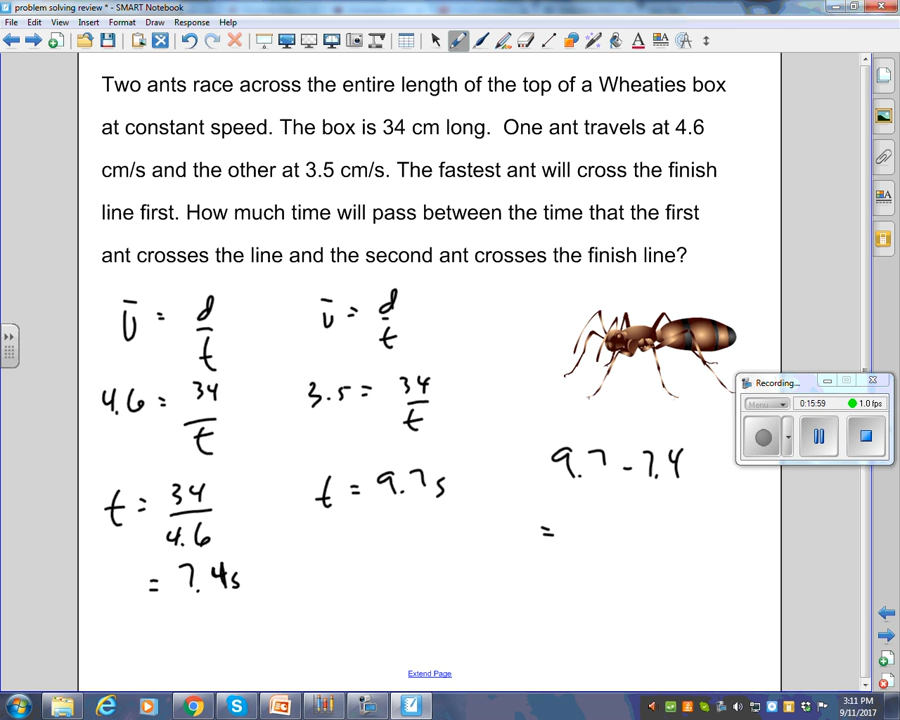 problem solving review * - SMART Notebook
File Edit View Insert Format Draw Response Help
Two ants race across the entire length of the top of a Wheaties box
at constant speed. The box is 34 cm long. One ant travels at 4.6
cm/s and the other at 3.5 cm/s. The fastest ant will cross the finish
line first. How much time will pass between the time that the first
ant crosses the line and the second ant crosses the finish line?
v̄ = d/t
4.6 = 34/t
t = 34/4.6
= 7.4s
v̄ = d/t
3.5 = 34/t
t = 9.7s
9.7 - 7.4
=
Recording...
Menu 0:15:59 1.0 fps
Extend Page
3:11 PM
9/11/2017